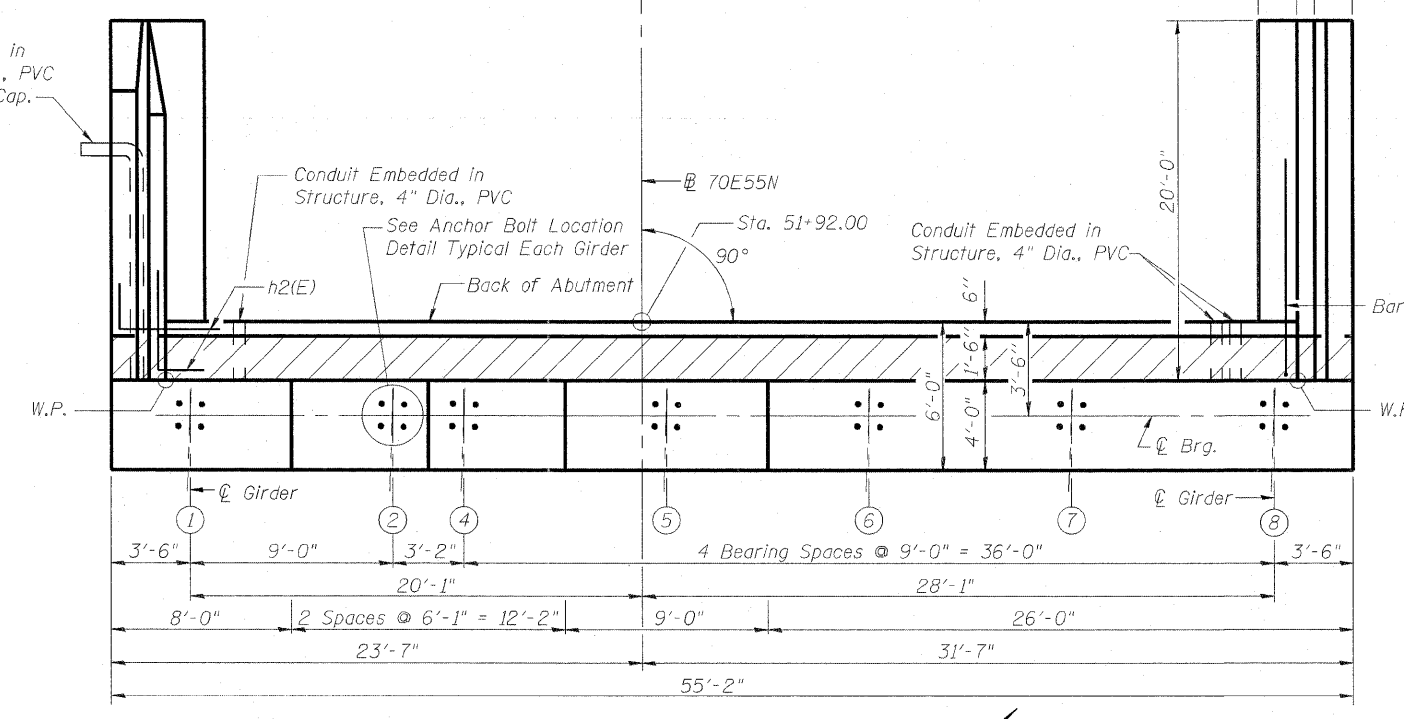 in
., PVC
Cap.
Conduit Embedded in
Structure, 4" Dia., PVC
℄ 70E55N
See Anchor Bolt Location
Detail Typical Each Girder
Sta. 51+92.00
90°
Conduit Embedded in
Structure, 4" Dia., PVC
20'-0"
h2(E)
Back of Abutment
6"
Bar
1'-6"
3'-6"
6'-0"
4'-0"
W.P.
W.P
℄ Brg.
℄ Girder
℄ Girder
1 2 4 5 6 7 8
3'-6" 9'-0" 3'-2" 4 Bearing Spaces @ 9'-0" = 36'-0" 3'-6"
20'-1" 28'-1"
8'-0" 2 Spaces @ 6'-1" = 12'-2" 9'-0" 26'-0"
23'-7" 31'-7"
55'-2"